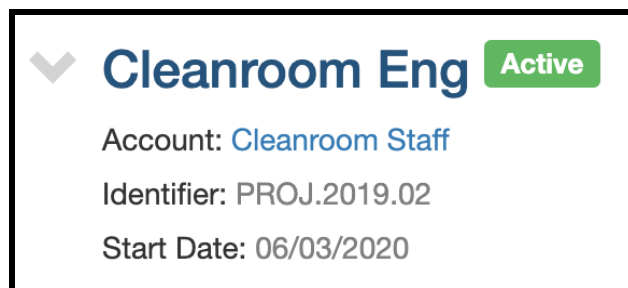 Cleanroom Eng Active
Account: Cleanroom Staff
Identifier: PROJ.2019.02
Start Date: 06/03/2020